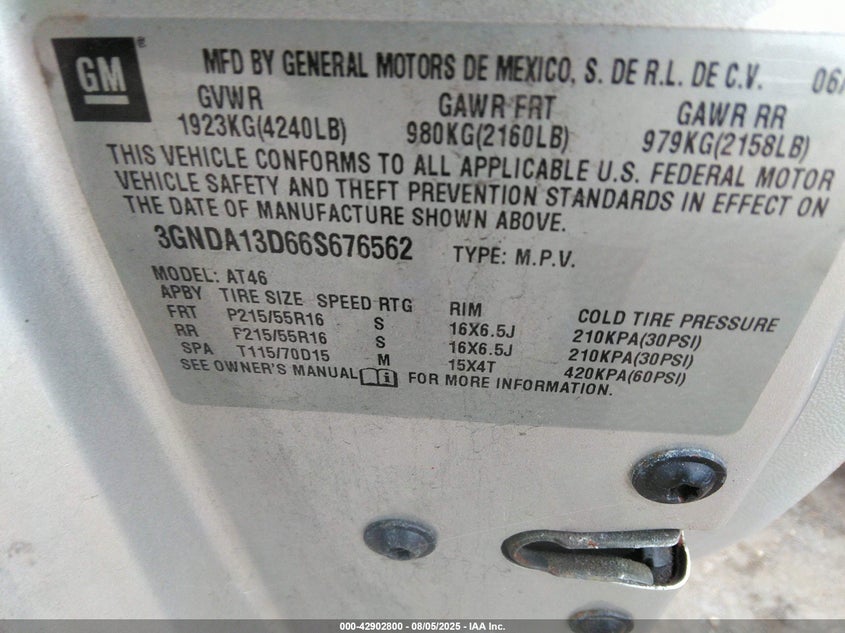 GM®
MFD BY GENERAL MOTORS DE MEXICO, S. DE R.L. DE C.V. 06/
GVWR GAWR FRT GAWR RR
1923KG(4240LB) 980KG(2160LB) 979KG(2158LB)
THIS VEHICLE CONFORMS TO ALL APPLICABLE U.S. FEDERAL MOTOR
VEHICLE SAFETY AND THEFT PREVENTION STANDARDS IN EFFECT ON
THE DATE OF MANUFACTURE SHOWN ABOVE.
3GNDA13D66S676562 TYPE: M.P.V.
MODEL: AT46
APBY TIRE SIZE SPEED RTG RIM COLD TIRE PRESSURE
FRT P215/55R16 S 16X6.5J 210KPA(30PSI)
RR P215/55R16 S 16X6.5J 210KPA(30PSI)
SPA T115/70D15 M 15X4T 420KPA(60PSI)
SEE OWNER'S MANUAL FOR MORE INFORMATION.
000-42902800 - 08/05/2025 - IAA Inc.